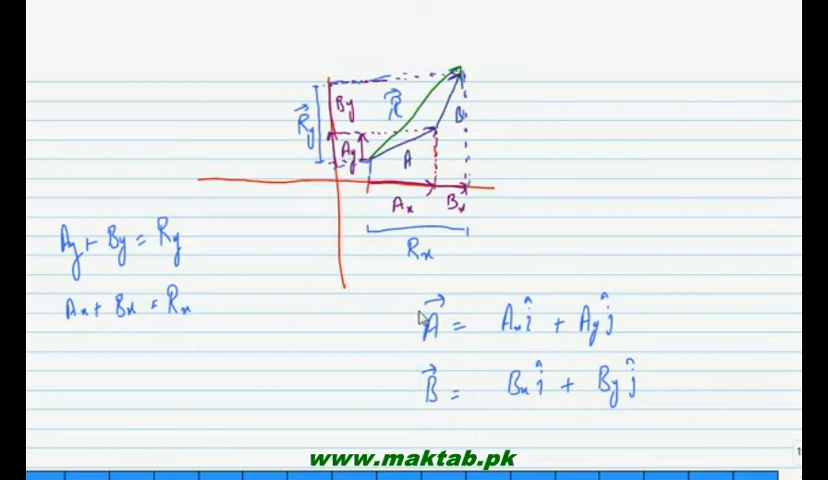 By
R⃗
B
R⃗y
Ay
A
Ax
Bx
Rx
Ay + By = Ry
Ax + Bx = Rx
A⃗ = Ax î + Ay ĵ
B⃗ = Bx î + By ĵ
www.maktab.pk